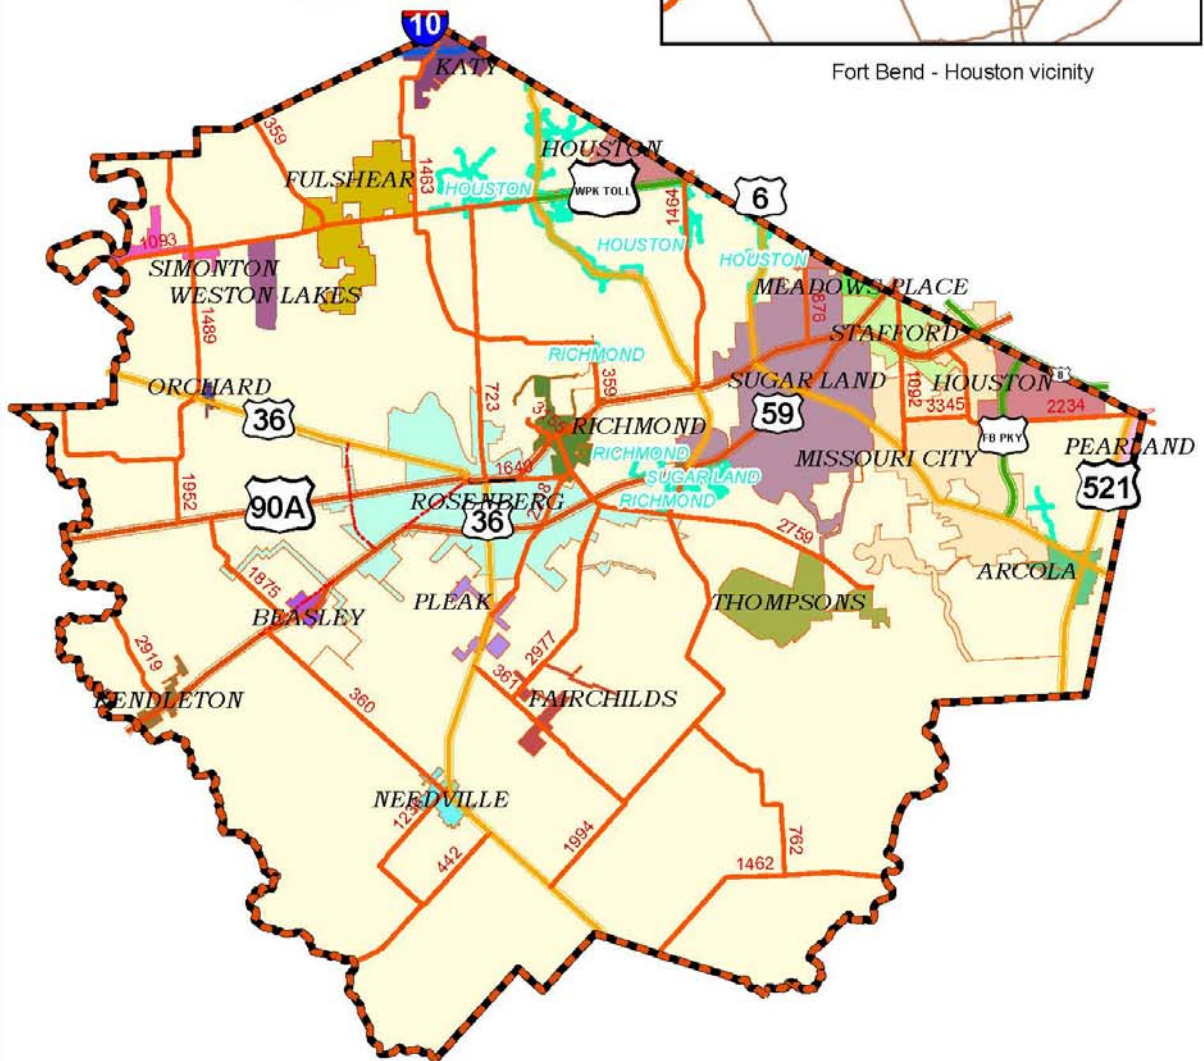 10
KATY
Fort Bend - Houston vicinity
359
HOUSTON
1463
FULSHEAR
HOUSTON
WPK TOLL
1464
6
1093
HOUSTON
HOUSTON
SIMONTON
WESTON LAKES
MEADOWS PLACE
1489
STAFFORD
RICHMOND
ORCHARD
723
359
SUGAR LAND
1092
HOUSTON
8
3345
2234
36
59
RICHMOND
FB PKY
PEARLAND
RICHMOND
MISSOURI CITY
1640
SUGAR LAND
1952
90A
ROSENBERG
RICHMOND
521
36
2759
1875
ARCOLA
BEASLEY
PLEAK
THOMPSONS
2919
2977
361
KENDLETON
360
FAIRCHILDS
NEEDVILLE
1994
762
442
1462